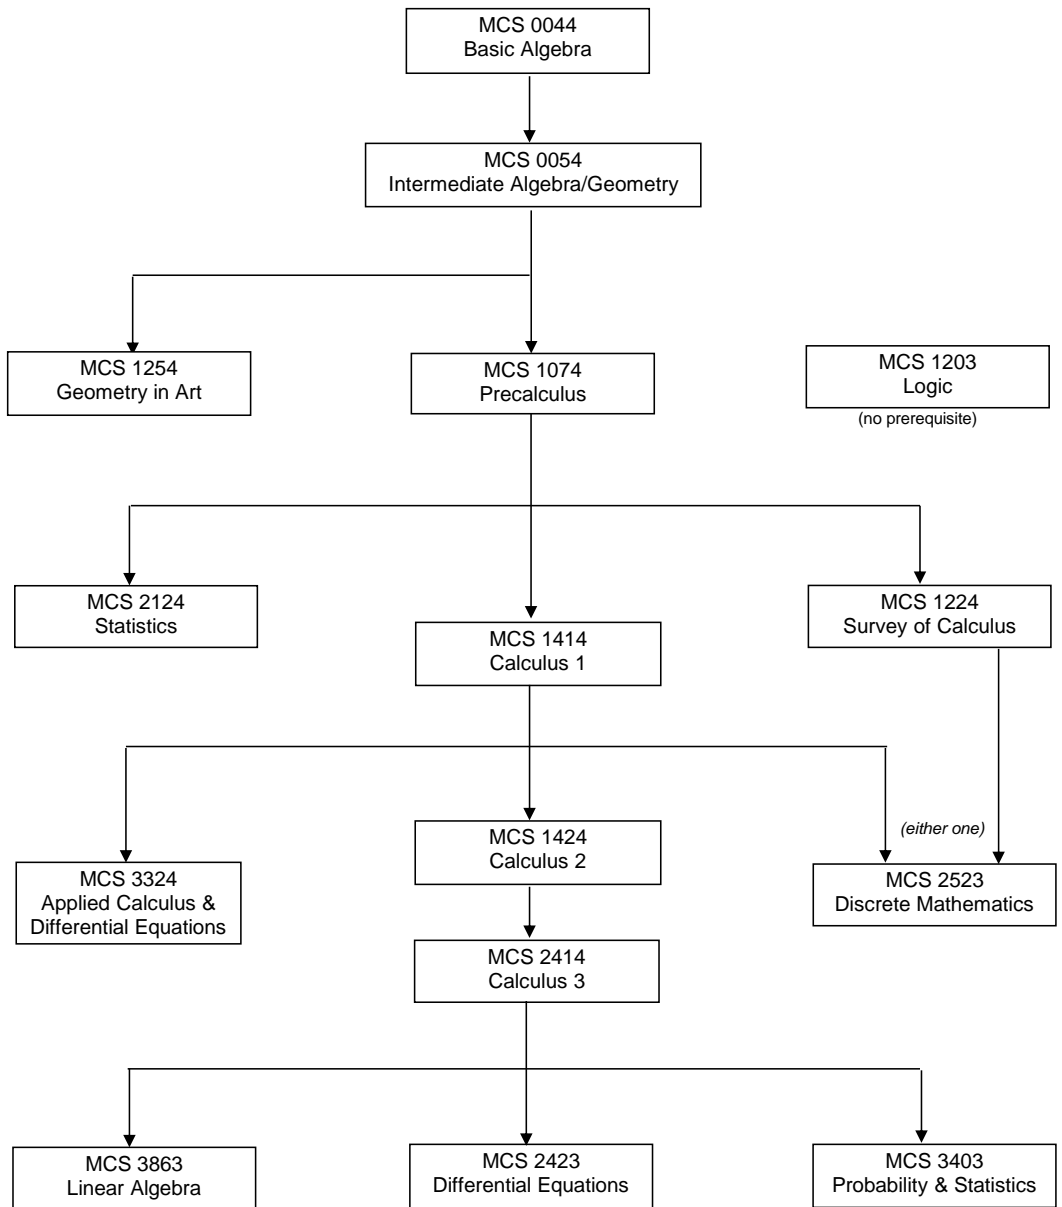 MCS 0044
Basic Algebra
MCS 0054
Intermediate Algebra/Geometry
MCS 1254
Geometry in Art
MCS 1074
Precalculus
MCS 1203
Logic
(no prerequisite)
MCS 2124
Statistics
MCS 1224
Survey of Calculus
MCS 1414
Calculus 1
(either one)
MCS 1424
Calculus 2
MCS 3324
Applied Calculus &
Differential Equations
MCS 2523
Discrete Mathematics
MCS 2414
Calculus 3
MCS 3863
Linear Algebra
MCS 2423
Differential Equations
MCS 3403
Probability & Statistics